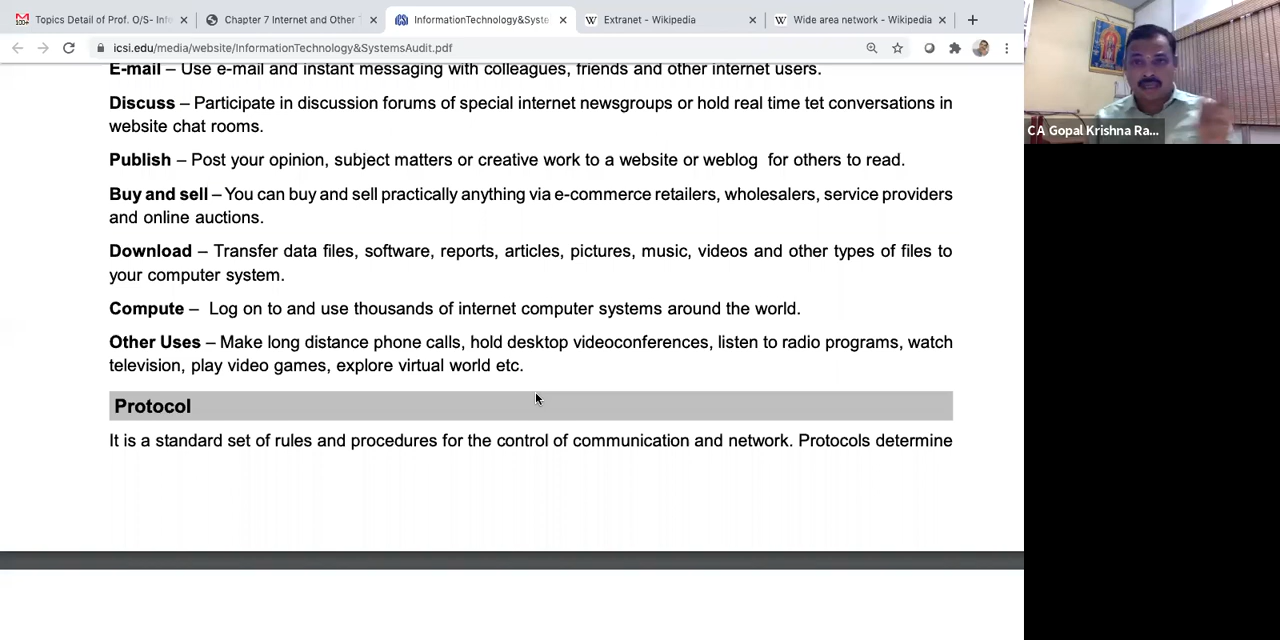 Topics Detail of Prof. O/S- Info
Chapter 7 Internet and Other T
InformationTechnology&Syste
Extranet - Wikipedia
Wide area network - Wikipedia
icsi.edu/media/website/InformationTechnology&SystemsAudit.pdf
E-mail – Use e-mail and instant messaging with colleagues, friends and other internet users.
Discuss – Participate in discussion forums of special internet newsgroups or hold real time tet conversations in
website chat rooms.
Publish – Post your opinion, subject matters or creative work to a website or weblog for others to read.
Buy and sell – You can buy and sell practically anything via e-commerce retailers, wholesalers, service providers
and online auctions.
Download – Transfer data files, software, reports, articles, pictures, music, videos and other types of files to
your computer system.
Compute – Log on to and use thousands of internet computer systems around the world.
Other Uses – Make long distance phone calls, hold desktop videoconferences, listen to radio programs, watch
television, play video games, explore virtual world etc.
Protocol
It is a standard set of rules and procedures for the control of communication and network. Protocols determine
CA Gopal Krishna Ra...